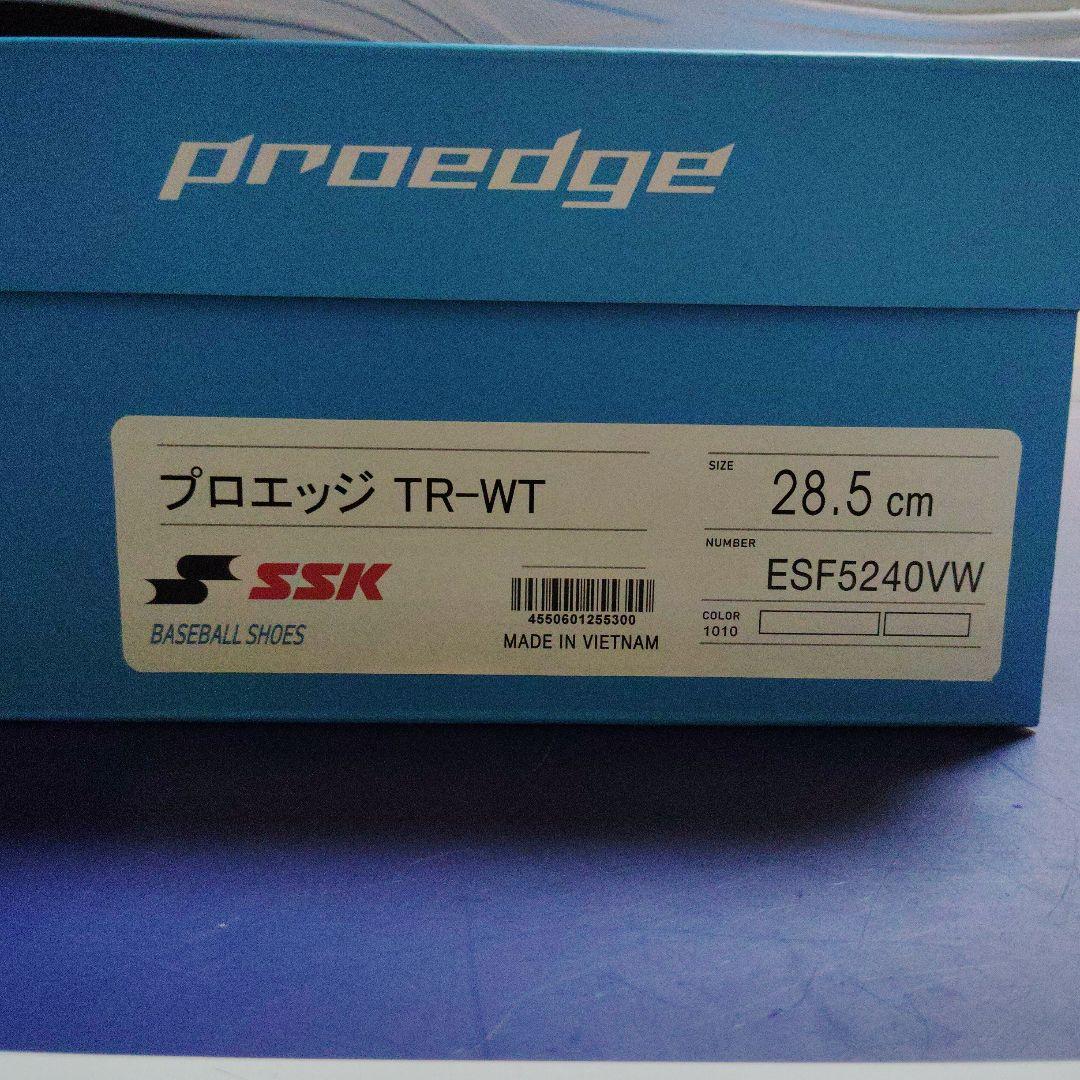 proedge
プロエッジ TR-WT
SSK
BASEBALL SHOES
4550601255300
MADE IN VIETNAM
SIZE 28.5 cm
NUMBER ESF5240VW
COLOR
1010